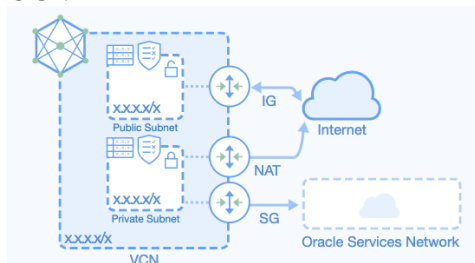 X.X.X.X/X
Public Subnet
IG
Internet
NAT
X.X.X.X/X
Private Subnet
SG
X.X.X.X/X
Oracle Services Network
VCN